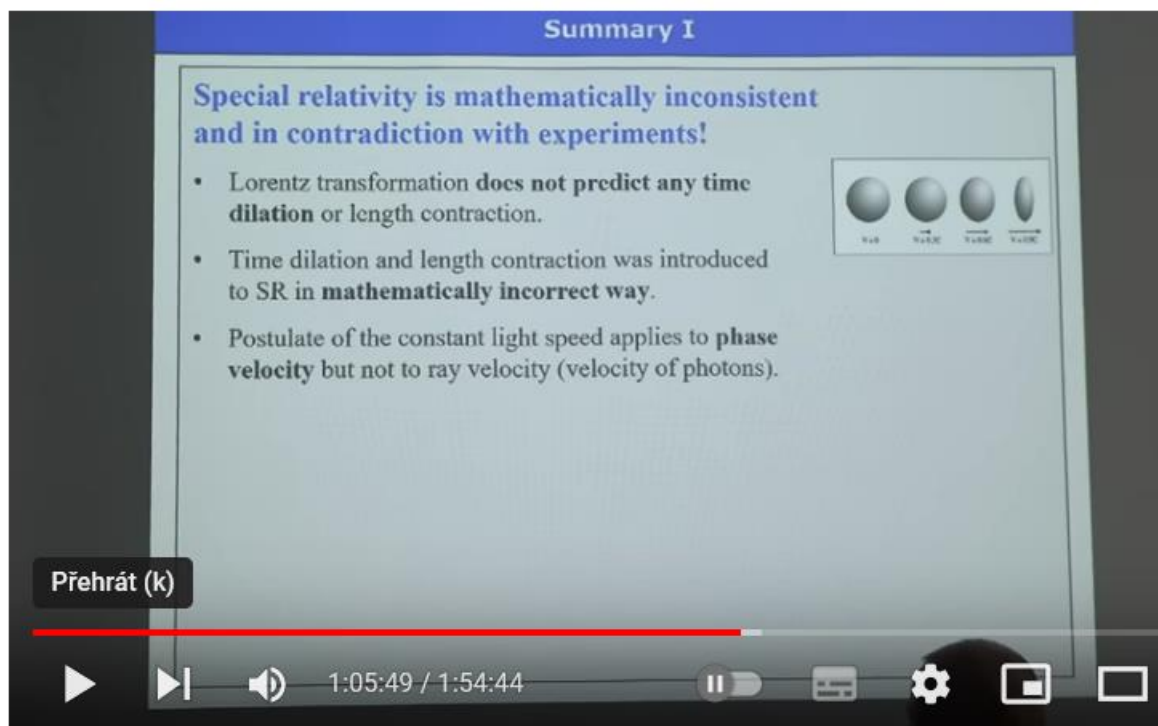 Summary I
Special relativity is mathematically inconsistent
and in contradiction with experiments!
• Lorentz transformation does not predict any time
dilation or length contraction.
• Time dilation and length contraction was introduced
to SR in mathematically incorrect way.
• Postulate of the constant light speed applies to phase
velocity but not to ray velocity (velocity of photons).
Přehrát (k)
1:05:49 / 1:54:44